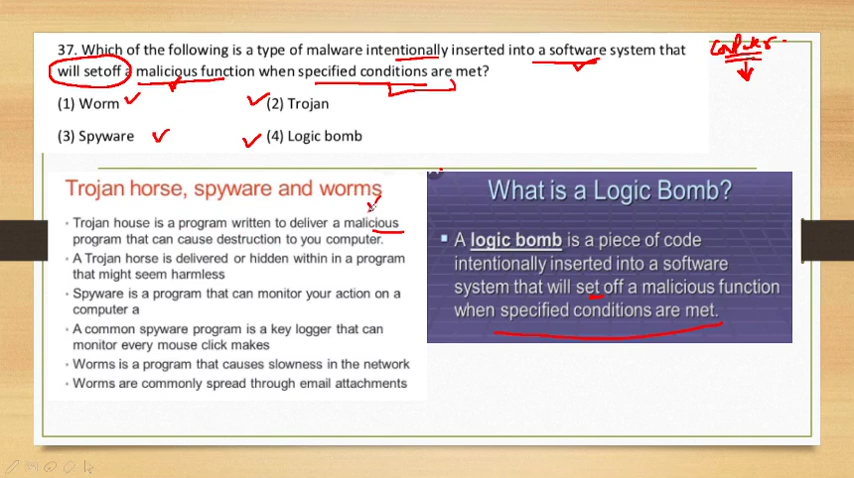 37. Which of the following is a type of malware intentionally inserted into a software system that
will setoff a malicious function when specified conditions are met?
(1) Worm
(2) Trojan
(3) Spyware
(4) Logic bomb
Trojan horse, spyware and worms
• Trojan house is a program written to deliver a malicious
program that can cause destruction to you computer.
• A Trojan horse is delivered or hidden within in a program
that might seem harmless
• Spyware is a program that can monitor your action on a
computer a
• A common spyware program is a key logger that can
monitor every mouse click makes
• Worms is a program that causes slowness in the network
• Worms are commonly spread through email attachments
What is a Logic Bomb?
A logic bomb is a piece of code
intentionally inserted into a software
system that will set off a malicious function
when specified conditions are met.